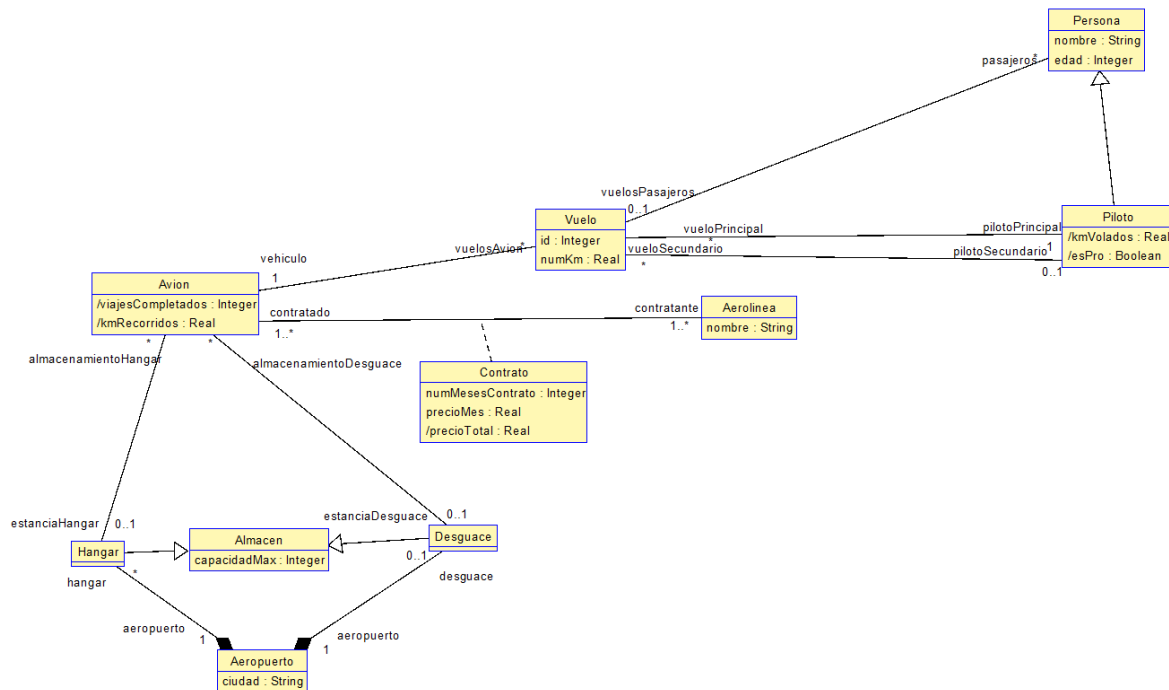 Persona
nombre : String
edad : Integer
pasajeros
*
vuelosPasajeros
0..1
Vuelo
id : Integer
numKm : Real
vueloPrincipal
*
pilotoPrincipal
1
vueloSecundario
*
pilotoSecundario
0..1
Piloto
/kmVolados : Real
/esPro : Boolean
vuelosAvion
*
vehiculo
1
Avion
/viajesCompletados : Integer
/kmRecorridos : Real
contratado
1..*
contratante
1..*
Aerolinea
nombre : String
Contrato
numMesesContrato : Integer
precioMes : Real
/precioTotal : Real
*
almacenamientoHangar
*
almacenamientoDesguace
estanciaHangar
0..1
estanciaDesguace
0..1
Hangar
Almacen
capacidadMax : Integer
Desguace
hangar
*
0..1
desguace
aeropuerto
1
aeropuerto
1
Aeropuerto
ciudad : String